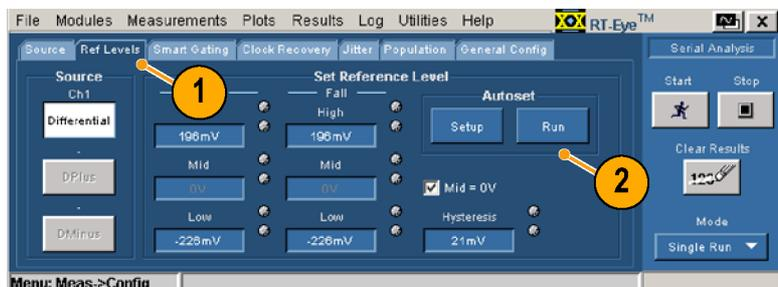 File Modules Measurements Plots Results Log Utilities Help RT-Eye™ X
Source Ref Levels Smart Gating Clock Recovery Jitter Population General Config Serial Analysis
Source
Ch1
Differential
DPlus
DMinus
Set Reference Level
1
196mV
Mid
0V
Low
-226mV
Fall
High
196mV
Mid
0V
Low
-226mV
Autoset
Setup Run
2
Mid = 0V
Hysteresis
21mV
Start Stop
Clear Results
Mode
Single Run
Menu: Meas->Config